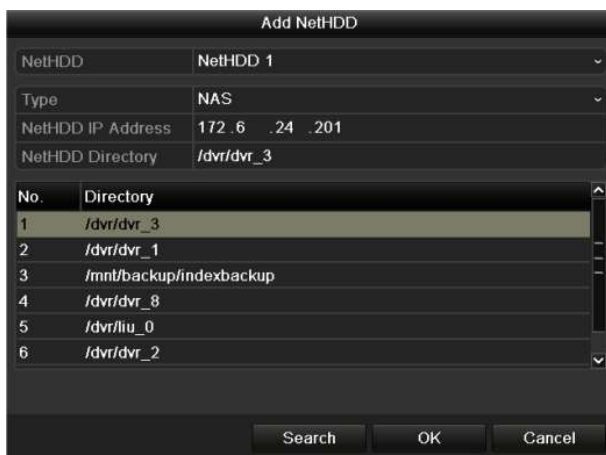 Add NetHDD
NetHDD NetHDD 1
Type NAS
NetHDD IP Address 172 .6 .24 .201
NetHDD Directory /dvr/dvr_3
No. Directory
1 /dvr/dvr_3
2 /dvr/dvr_1
3 /mnt/backup/indexbackup
4 /dvr/dvr_8
5 /dvr/liu_0
6 /dvr/dvr_2
Search OK Cancel